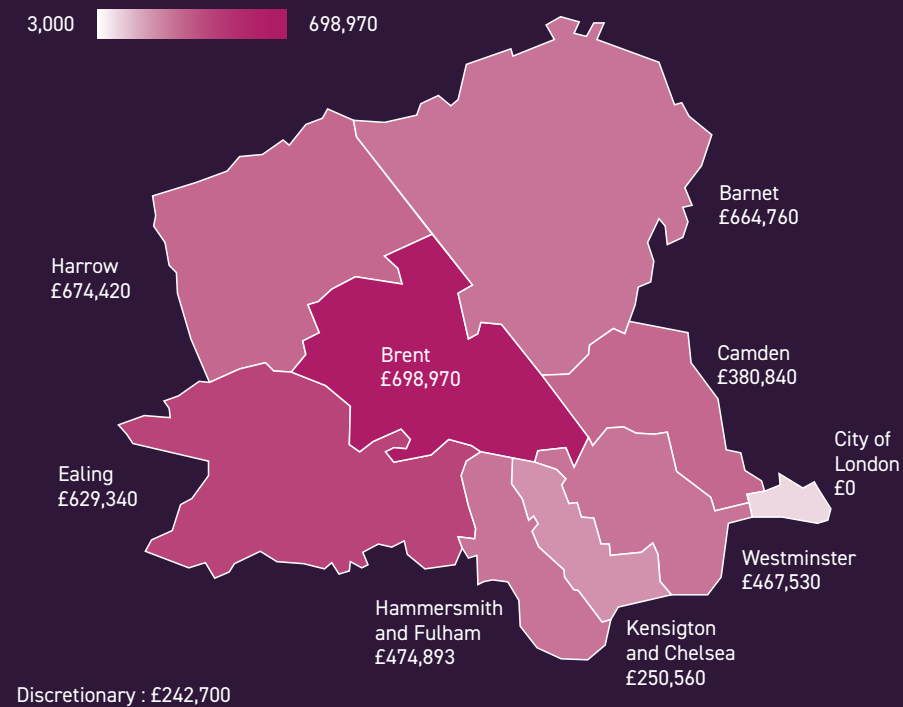 3,000
698,970
Barnet
£664,760
Harrow
£674,420
Brent
£698,970
Camden
£380,840
City of
London
£0
Ealing
£629,340
Westminster
£467,530
Hammersmith
and Fulham
£474,893
Kensigton
and Chelsea
£250,560
Discretionary : £242,700